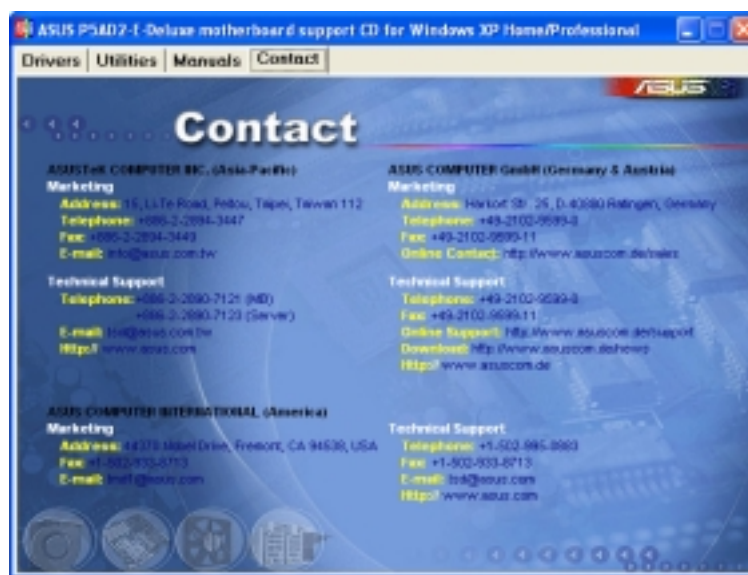 ASUS P5AD2-E-Deluxe motherboard support CD for Windows XP Home/Professional
Drivers Utilities Manuals Contact
ASUS
Contact
ASUSTeK COMPUTER INC. (Asia-Pacific)
Marketing
Address: 15, Li-Te Road, Peitou, Taipei, Taiwan 112
Telephone: +886-2-2894-3447
Fax: +886-2-2894-3449
E-mail: info@asus.com.tw
Technical Support
Telephone: +886-2-2890-7121 (MB)
+886-2-2890-7123 (Server)
E-mail: tsd@asus.com.tw
Http:// www.asus.com
ASUS COMPUTER GmbH (Germany & Austria)
Marketing
Address: Harkort Str. 25, D-40880 Ratingen, Germany
Telephone: +49-2102-9599-0
Fax: +49-2102-9599-11
Online Contact: http://www.asuscom.de/sales
Technical Support
Telephone: +49-2102-9599-0
Fax: +49-2102-9599-11
Online Support: http://www.asuscom.de/support
Download: http://www.asuscom.de/news
Http:// www.asuscom.de
ASUS COMPUTER INTERNATIONAL (America)
Marketing
Address: Drive, Fremont, CA 94538, USA
Fax: +1-502-933-8713
E-mail:
Technical Support
Telephone: +1-502-995-0883
Fax: +1-502-933-8713
E-mail: tsd@asus.com
Http:// www.asus.com